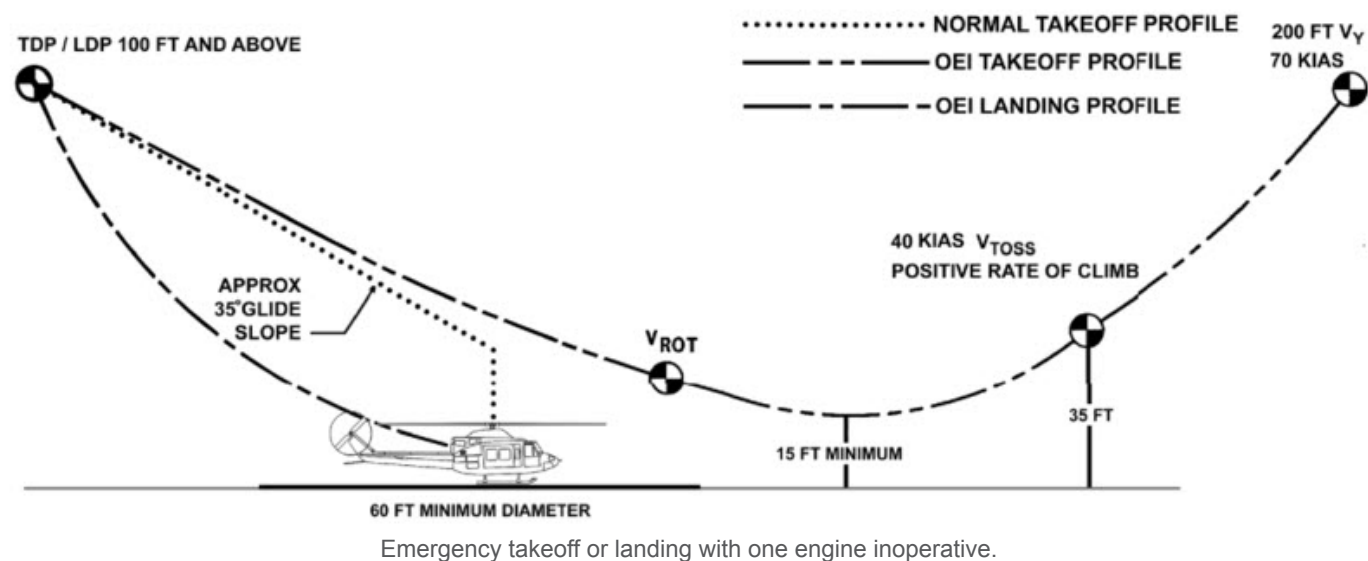 TDP / LDP 100 FT AND ABOVE
NORMAL TAKEOFF PROFILE
OEI TAKEOFF PROFILE
OEI LANDING PROFILE
200 FT VY
70 KIAS
APPROX
35°GLIDE
SLOPE
VROT
40 KIAS VTOSS
POSITIVE RATE OF CLIMB
15 FT MINIMUM
35 FT
60 FT MINIMUM DIAMETER
Emergency takeoff or landing with one engine inoperative.